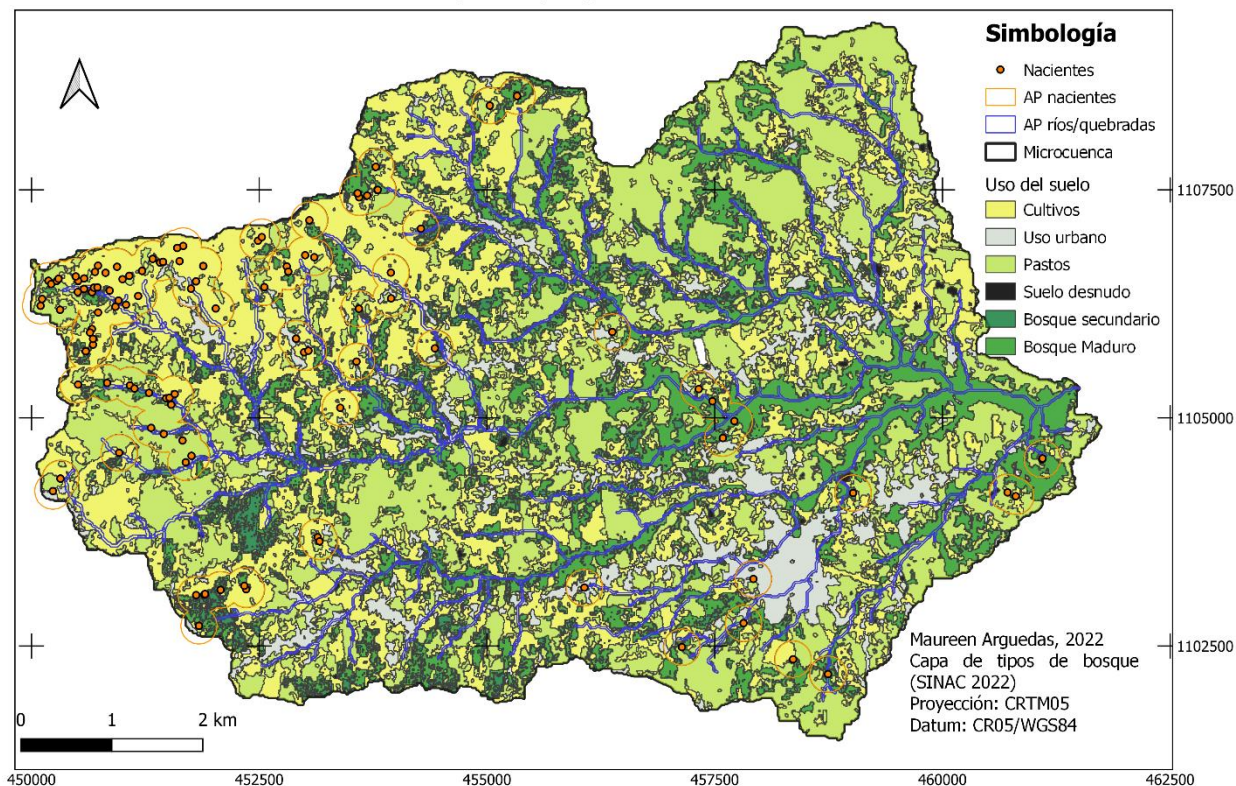 Simbología
Nacientes
AP nacientes
AP ríos/quebradas
Microcuenca
Uso del suelo
Cultivos
Uso urbano
Pastos
Suelo desnudo
Bosque secundario
Bosque Maduro
1107500
1105000
1102500
Maureen Arguedas, 2022
Capa de tipos de bosque
(SINAC 2022)
Proyección: CRTM05
Datum: CR05/WGS84
0 1 2 km
450000 452500 455000 457500 460000 462500